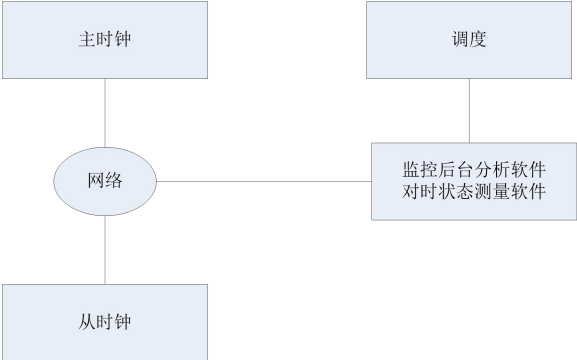 主时钟
调度
网络
监控后台分析软件
对时状态测量软件
从时钟